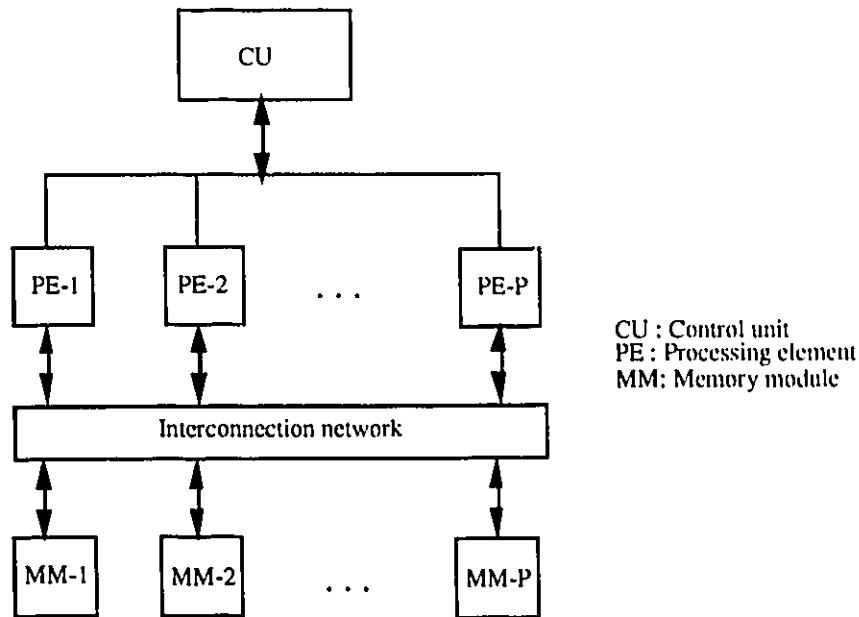 CU
PE-1
PE-2
. . .
PE-P
CU : Control unit
PE : Processing element
MM: Memory module
Interconnection network
MM-1
MM-2
. . .
MM-P